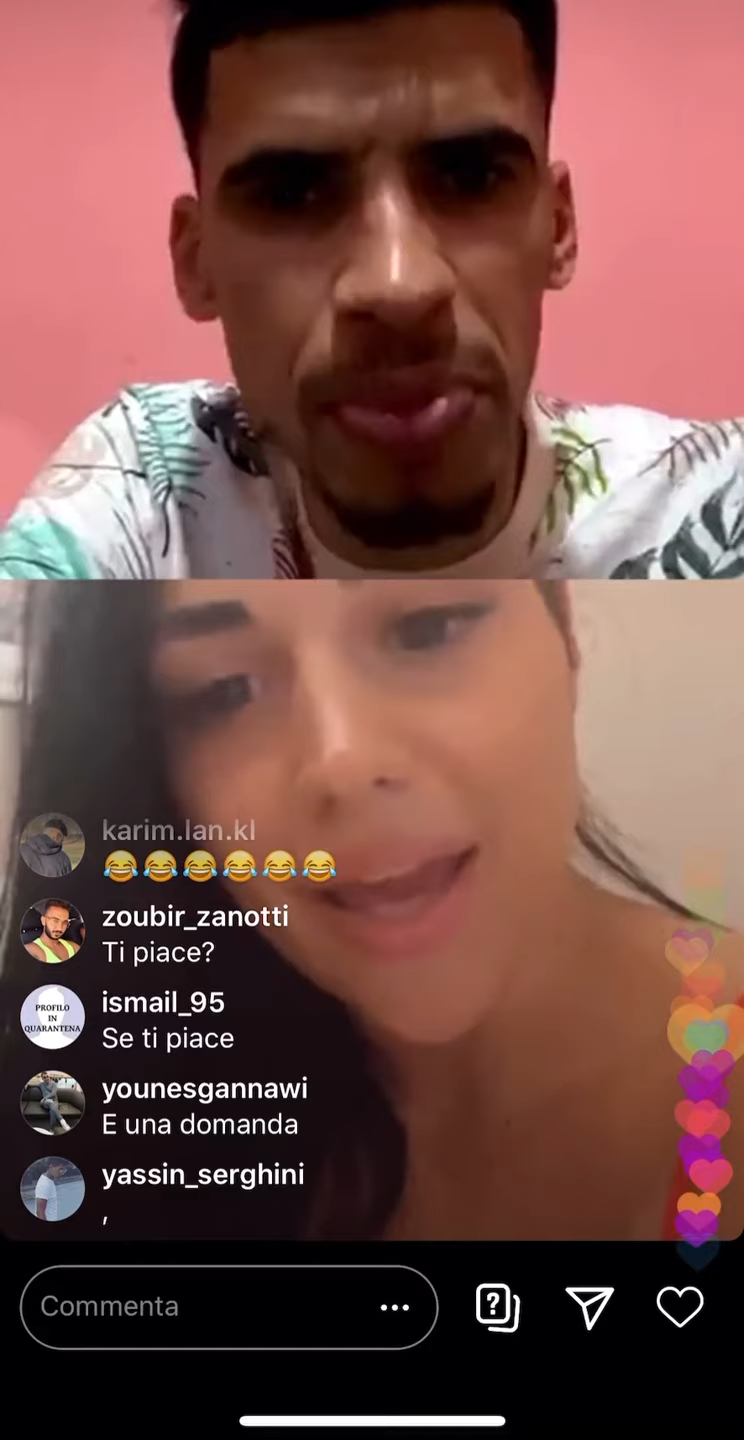 karim.lan.kl
😂😂😂😂😂😂
zoubir_zanotti
Ti piace?
PROFILO
IN
QUARANTENA
ismail_95
Se ti piace
younesgannawi
E una domanda
yassin_serghini
,
Commenta